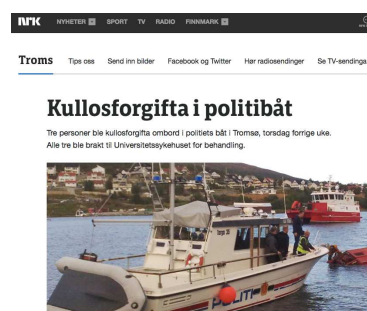 NRK NYHETER SPORT TV RADIO FINNMARK
Troms Tips oss Send inn bilder Facebook og Twitter Hør radiosendinger Se TV-sendinga
Kullosforgifta i politibåt
Tre personer ble kullosforgifta ombord i politiets båt i Tromsø, torsdag forrige uke.
Alle tre ble brakt til Universitetssykehuset for behandling.
POLITI